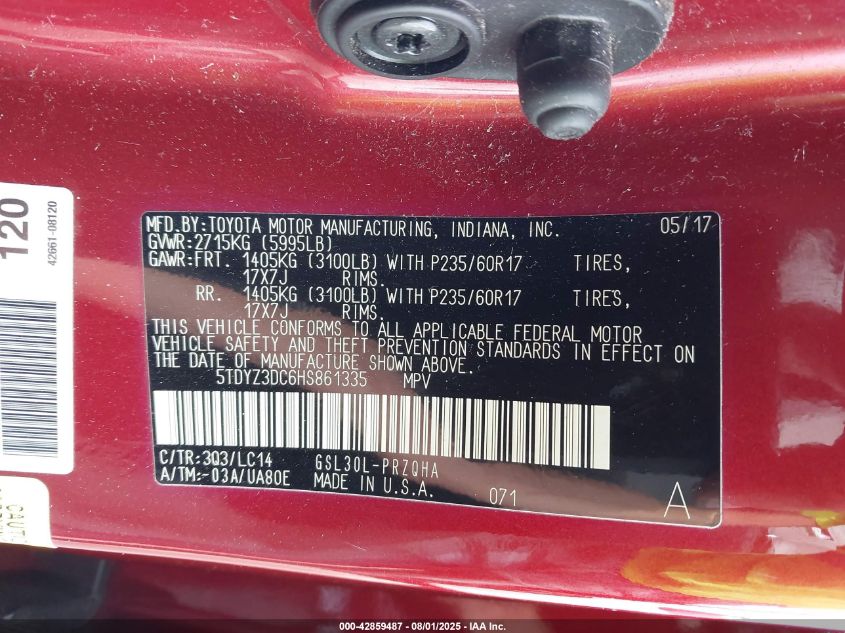 120
42661-08120
MFD.BY:TOYOTA MOTOR MANUFACTURING, INDIANA, INC. 05/17
GVWR:2715KG (5995LB)
GAWR:FRT. 1405KG (3100LB) WITH P235/60R17 TIRES,
17X7J RIMS.
RR. 1405KG (3100LB) WITH P235/60R17 TIRES,
17X7J RIMS.
THIS VEHICLE CONFORMS TO ALL APPLICABLE FEDERAL MOTOR
VEHICLE SAFETY AND THEFT PREVENTION STANDARDS IN EFFECT ON
THE DATE OF MANUFACTURE SHOWN ABOVE.
5TDYZ3DC6HS861335 MPV
C/TR:3Q3/LC14 GSL30L-PRZQHA
A/TM:-03A/UA80E MADE IN U.S.A. 071 A
000-42859487 - 08/01/2025 - IAA Inc.